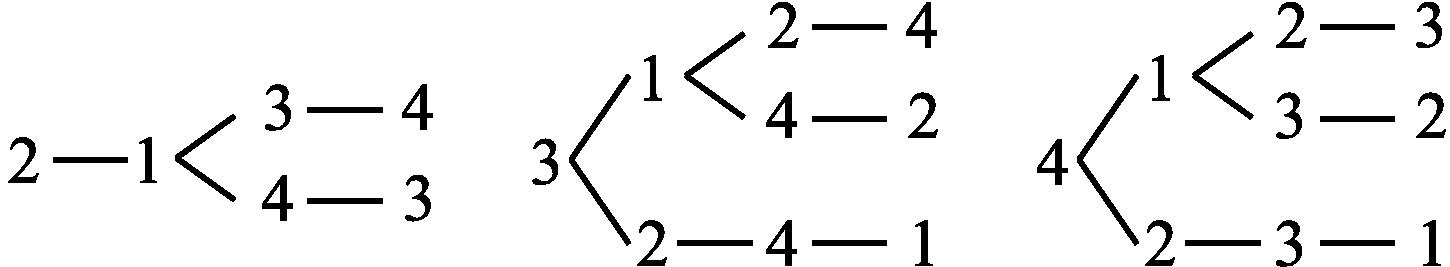 2 — 1 < 3 — 4
4 — 3
3 1 < 2 — 4
4 — 2
2 — 4 — 1
4 1 < 2 — 3
3 — 2
2 — 3 — 1